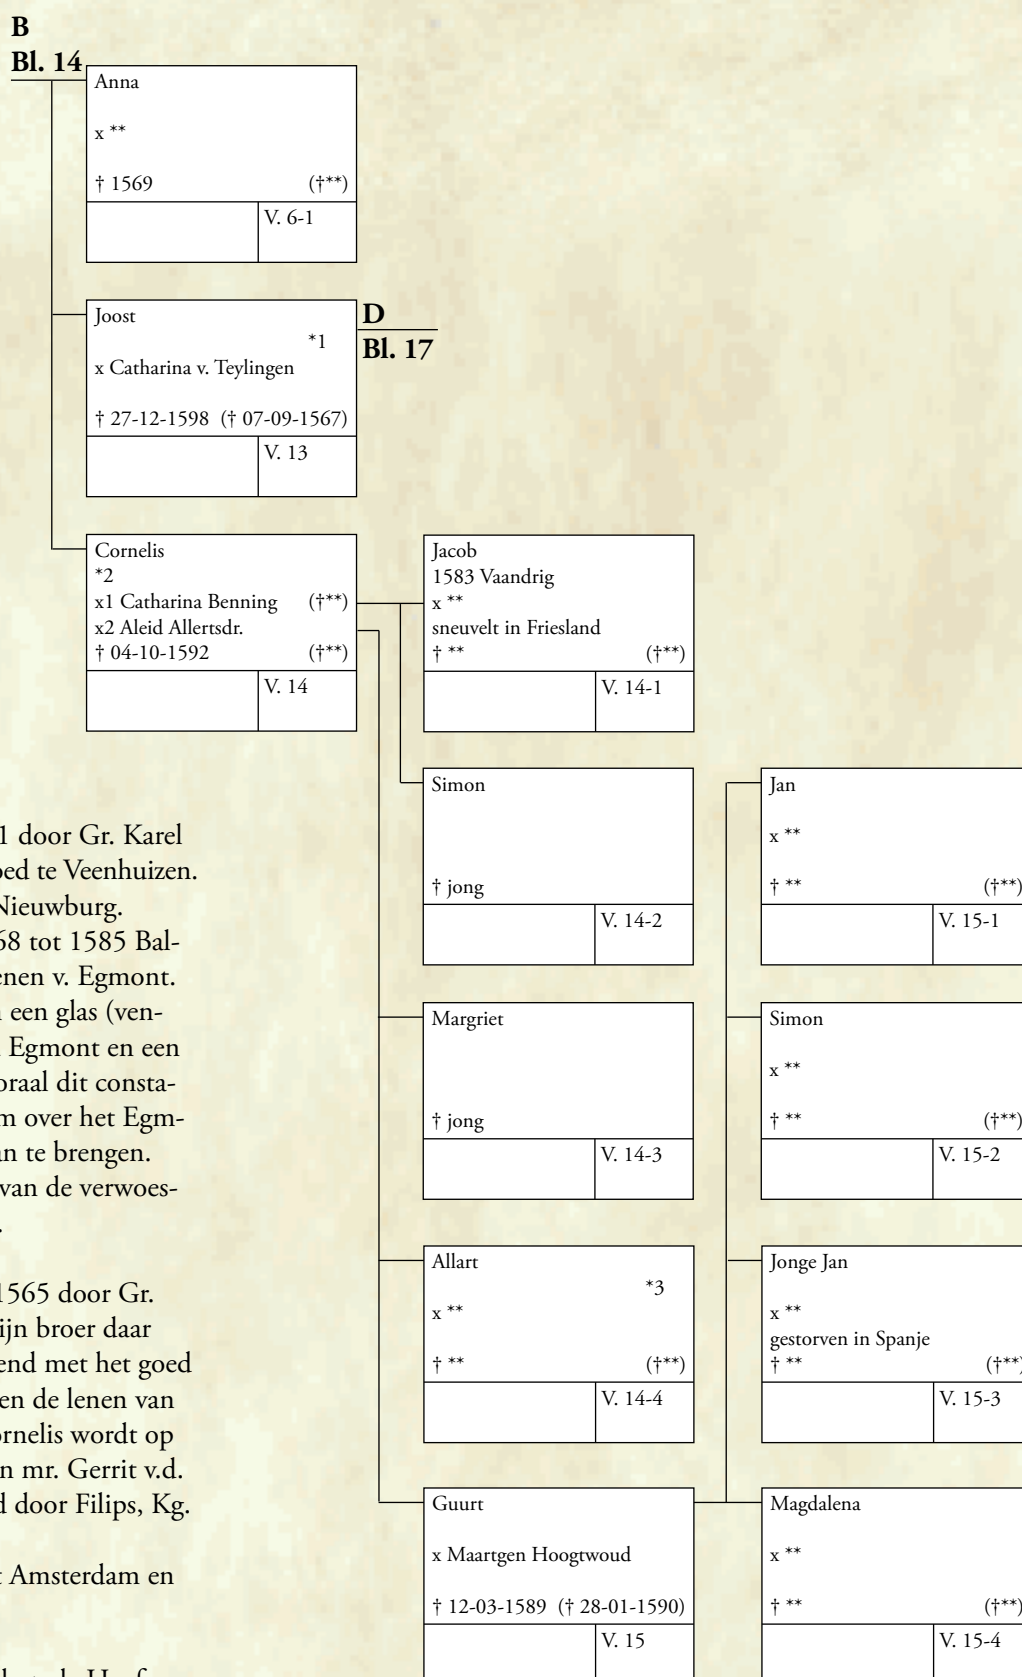 B
Bl. 14
Anna
x **
† 1569 (†**)
V. 6-1
Joost
*1
x Catharina v. Teylingen
† 27-12-1598 († 07-09-1567)
V. 13
D
Bl. 17
Cornelis
*2
x1 Catharina Benning (†**)
x2 Aleid Allertsdr.
† 04-10-1592 (†**)
V. 14
Jacob
1583 Vaandrig
x **
sneuvelt in Friesland
† ** (†**)
V. 14-1
Simon
† jong
V. 14-2
Margriet
† jong
V. 14-3
Allart
*3
x **
† ** (†**)
V. 14-4
Guurt
x Maartgen Hoogtwoud
† 12-03-1589 († 28-01-1590)
V. 15
Jan
x **
† ** (†**)
V. 15-1
Simon
x **
† ** (†**)
V. 15-2
Jonge Jan
x **
gestorven in Spanje
† ** (†**)
V. 15-3
Magdalena
x **
† ** (†**)
V. 15-4
1 door Gr. Karel
oed te Veenhuizen.
Nieuwburg.
68 tot 1585 Bal-
enen v. Egmont.
een glas (ven-
Egmont en een
oraal dit consta-
m over het Egm-
an te brengen.
van de verwoes-
.
1565 door Gr.
ijn broer daar
end met het goed
en de lenen van
ornelis wordt op
n mr. Gerrit v.d.
d door Filips, Kg.
t Amsterdam en